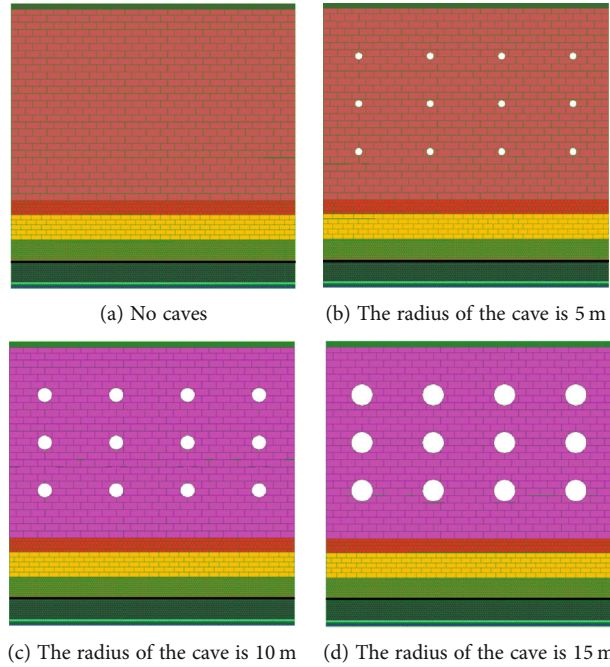 (a) No caves
(b) The radius of the cave is 5 m
(c) The radius of the cave is 10 m
(d) The radius of the cave is 15 m